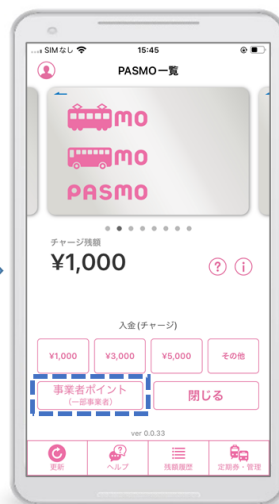 SIMなし 15:45
PASMO一覧
mo
mo
PASMO
チャージ残額
¥1,000
入金(チャージ)
¥1,000 ¥3,000 ¥5,000 その他
事業者ポイント
(一部事業者)
閉じる
ver 0.0.33
更新 ヘルプ 残額履歴 定期券・管理